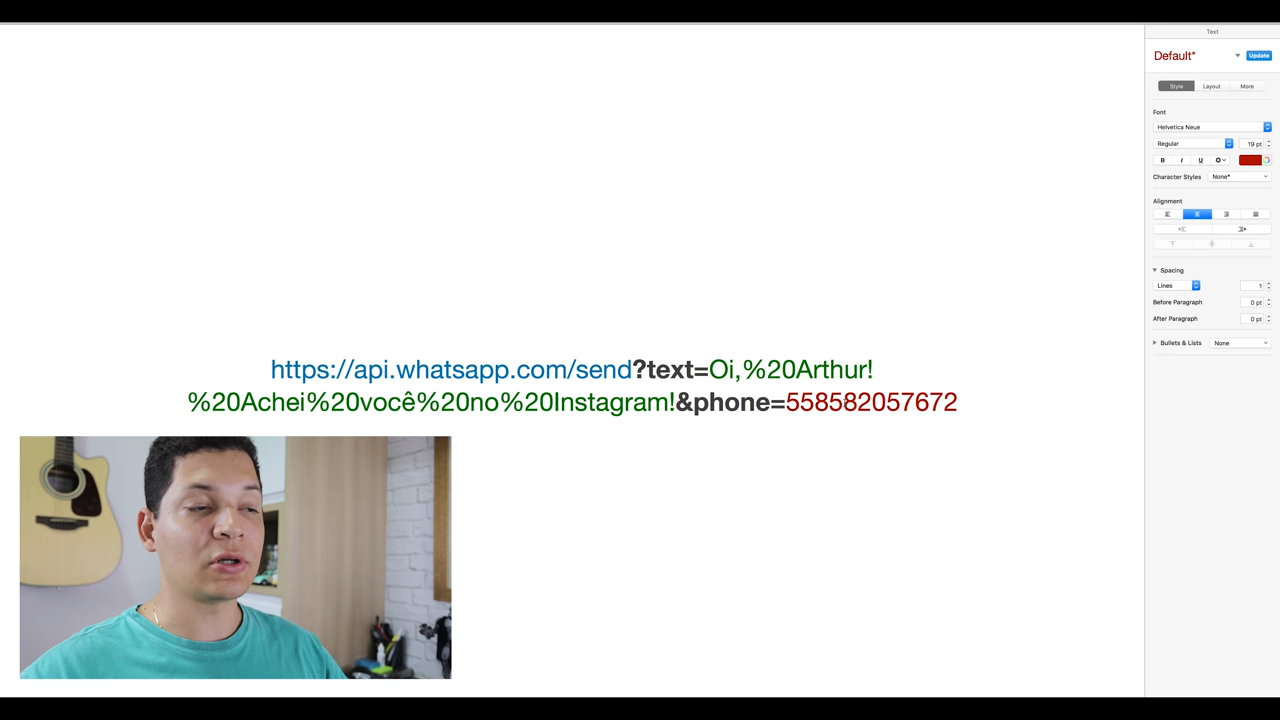 Text
Default*
Update
Style Layout More
Font
Helvetica Neue
Regular 19 pt
B I U
Character Styles None*
Alignment
Spacing
Lines 1
Before Paragraph 0 pt
After Paragraph 0 pt
Bullets & Lists None
https://api.whatsapp.com/send?text=Oi,%20Arthur!
%20Achei%20você%20no%20Instagram!&phone=558582057672